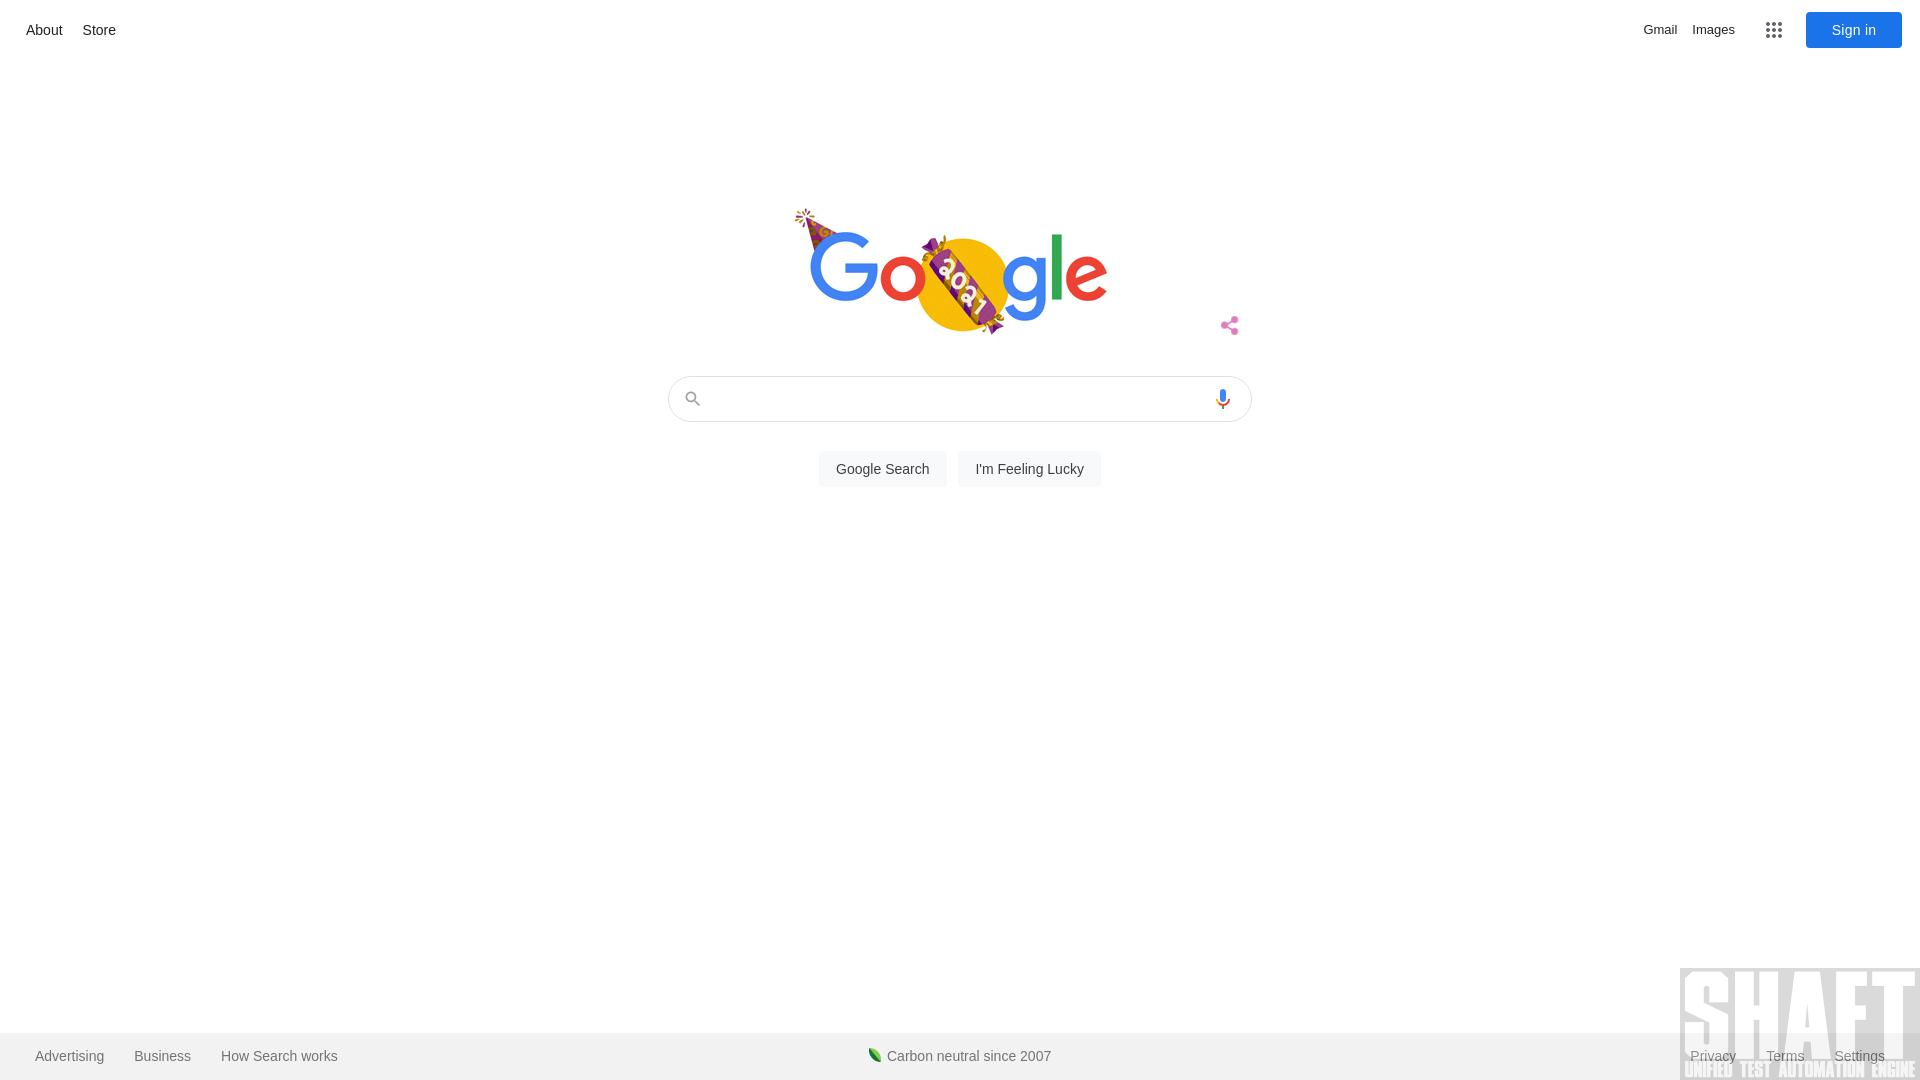 About Store
Gmail Images Sign in
Google
2021
Google Search I'm Feeling Lucky
Advertising Business How Search works
Carbon neutral since 2007
Privacy Terms Settings
SHAFT
UNIFIED TEST AUTOMATION ENGINE